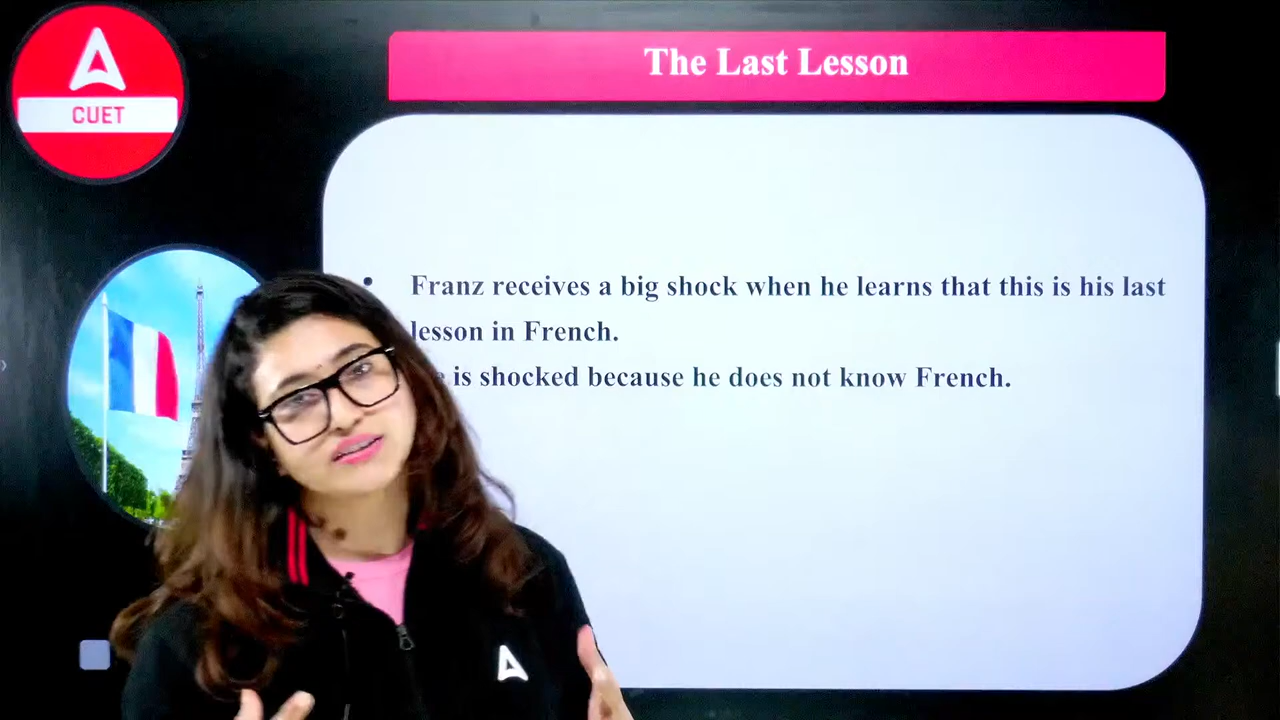 CUET
The Last Lesson
Franz receives a big shock when he learns that this is his last
lesson in French.
is shocked because he does not know French.